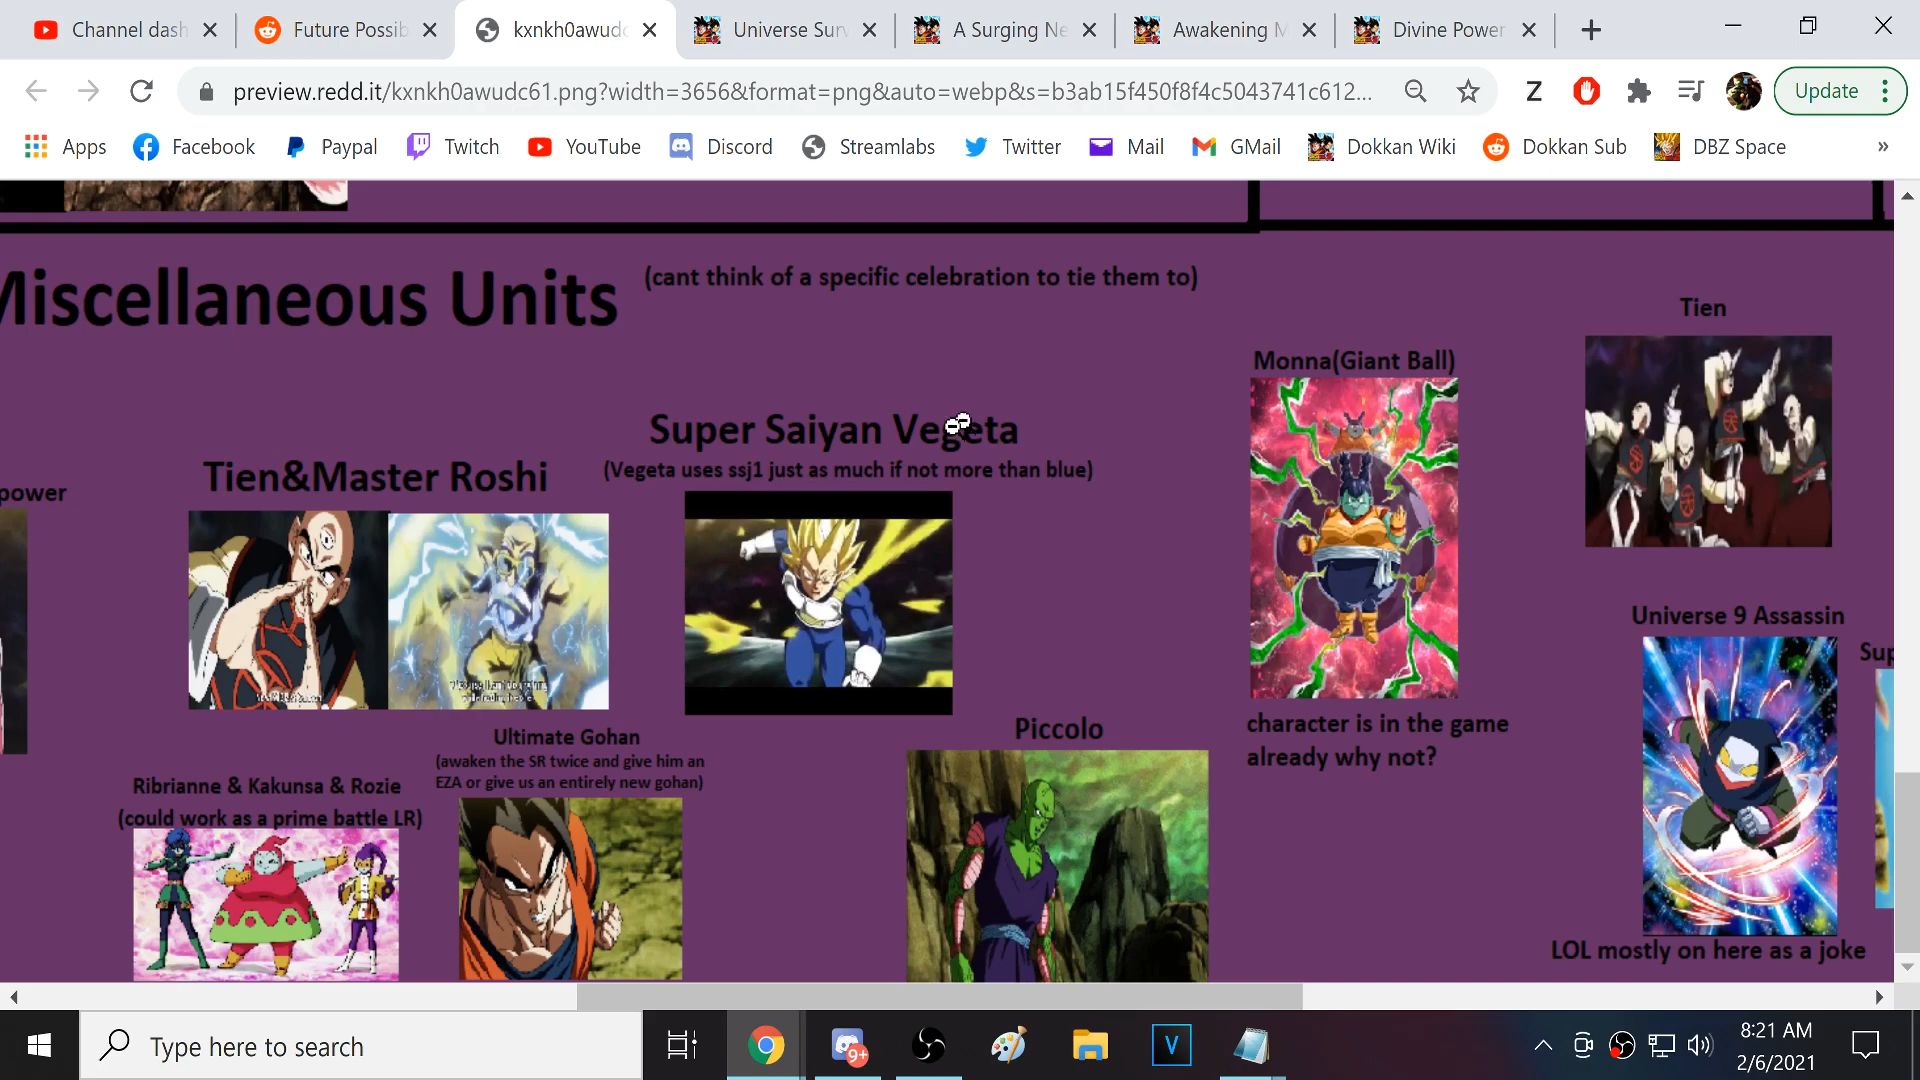 Channel dash
Future Possib
kxnkh0awudc
Universe Surv
A Surging Ne
Awakening M
Divine Power
preview.redd.it/kxnkh0awudc61.png?width=3656&format=png&auto=webp&s=b3ab15f450f8f4c5043741c612...
Z
Update
Apps
Facebook
Paypal
Twitch
YouTube
Discord
Streamlabs
Twitter
Mail
GMail
Dokkan Wiki
Dokkan Sub
DBZ Space
»
Miscellaneous Units
(cant think of a specific celebration to tie them to)
Tien
Monna(Giant Ball)
Super Saiyan Vegeta
(Vegeta uses ssj1 just as much if not more than blue)
Tien&Master Roshi
power
Universe 9 Assassin
Sup
character is in the game
already why not?
Piccolo
Ultimate Gohan
(awaken the SR twice and give him an
EZA or give us an entirely new gohan)
Ribrianne & Kakunsa & Rozie
(could work as a prime battle LR)
LOL mostly on here as a joke
Type here to search
9+
V
8:21 AM
2/6/2021